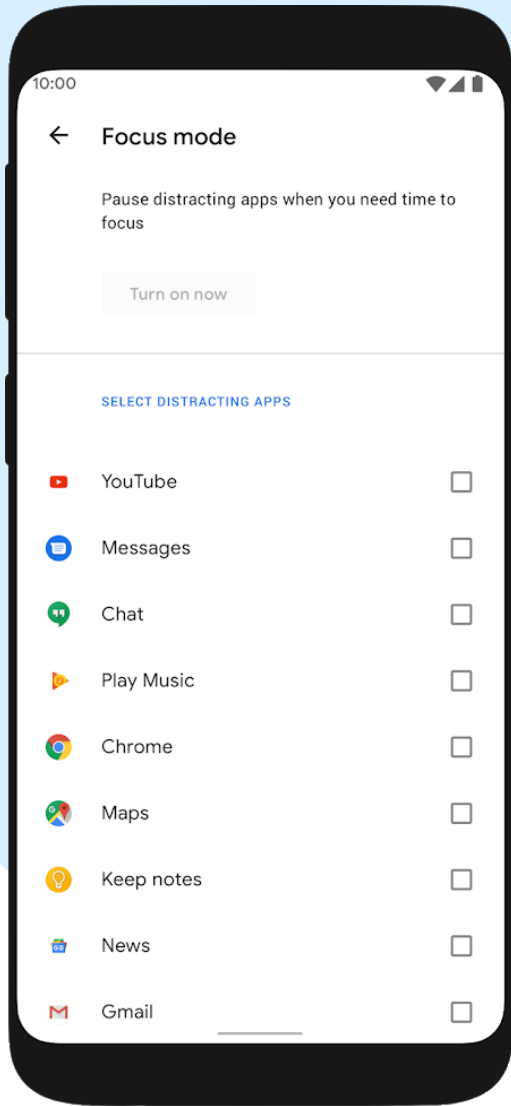 10:00
Focus mode
Pause distracting apps when you need time to
focus
Turn on now
SELECT DISTRACTING APPS
YouTube
Messages
Chat
Play Music
Chrome
Maps
Keep notes
News
Gmail